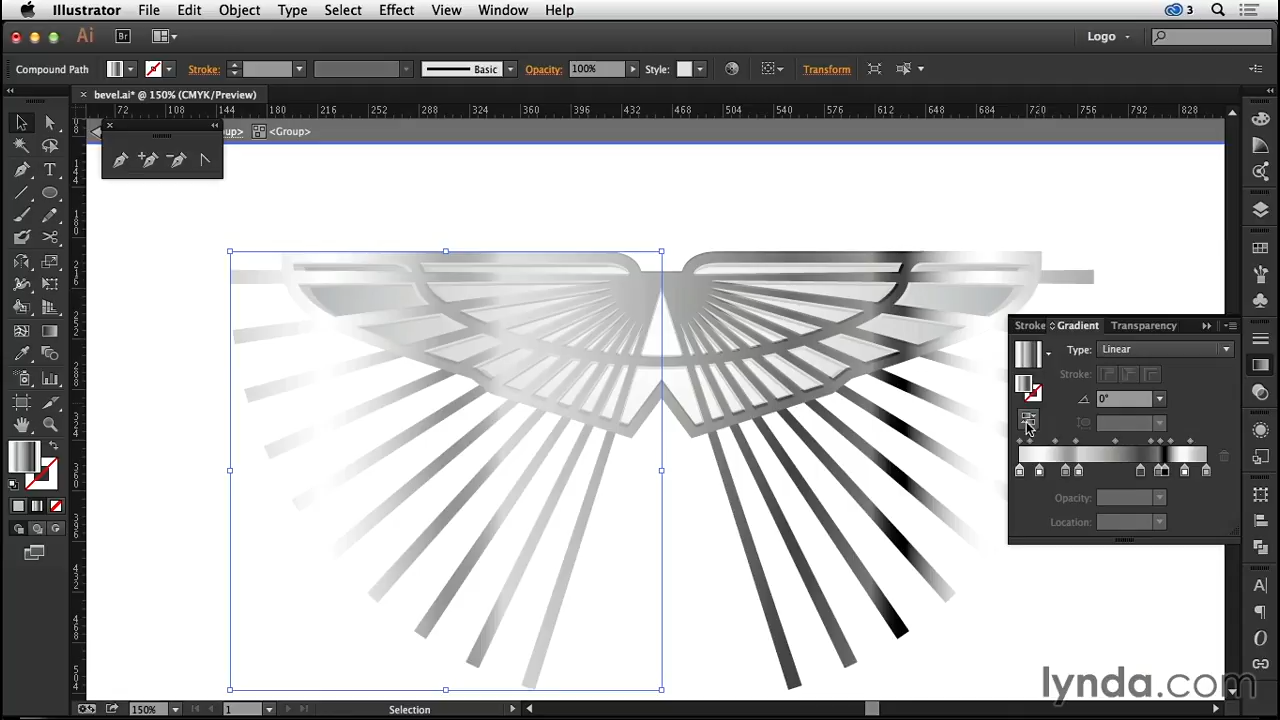 Illustrator File Edit Object Type Select Effect View Window Help 3
Ai Br Logo
Compound Path Stroke: Basic Opacity: 100% Style: Transform
× bevel.ai* @ 150% (CMYK/Preview)
72 108 144 180 216 252 288 324 360 396 432 468 504 540 576 612 648 684 720 756 792 828
up> <Group>
Stroke Gradient Transparency
Type: Linear
Stroke:
0°
Opacity:
Location:
150% 1 Selection
lynda.com